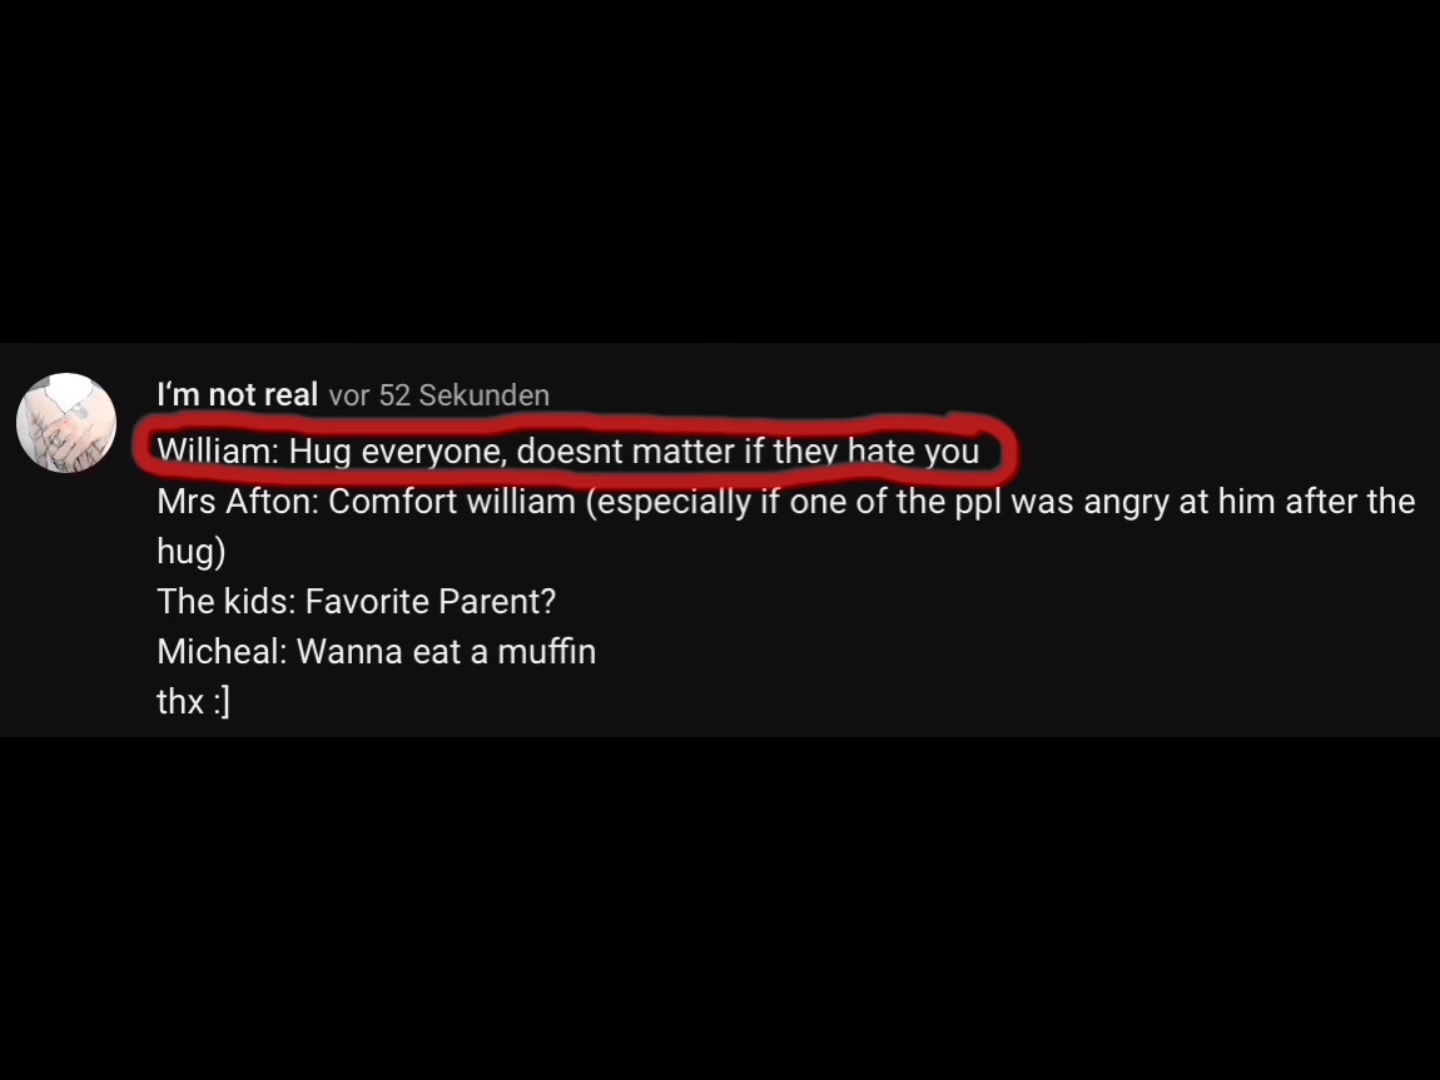 I‘m not real vor 52 Sekunden
William: Hug everyone, doesnt matter if they hate you
Mrs Afton: Comfort william (especially if one of the ppl was angry at him after the
hug)
The kids: Favorite Parent?
Micheal: Wanna eat a muffin
thx :]